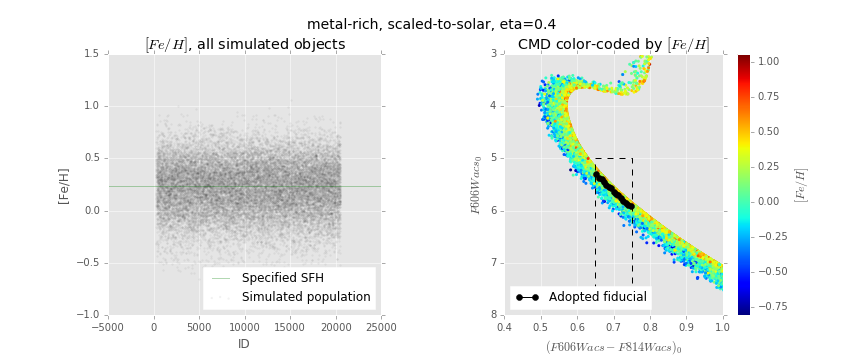 metal-rich, scaled-to-solar, eta=0.4
[Fe/H], all simulated objects
1.5
1.0
0.5
0.0
−0.5
−1.0
[Fe/H]
−5000 0 5000 10000 15000 20000 25000
ID
Specified SFH
Simulated population
CMD color-coded by [Fe/H]
3
4
5
6
7
8
F606Wacs₀
0.4 0.5 0.6 0.7 0.8 0.9 1.0
(F606Wacs − F814Wacs)₀
Adopted fiducial
1.00
0.75
0.50
0.25
0.00
−0.25
−0.50
−0.75
[Fe/H]